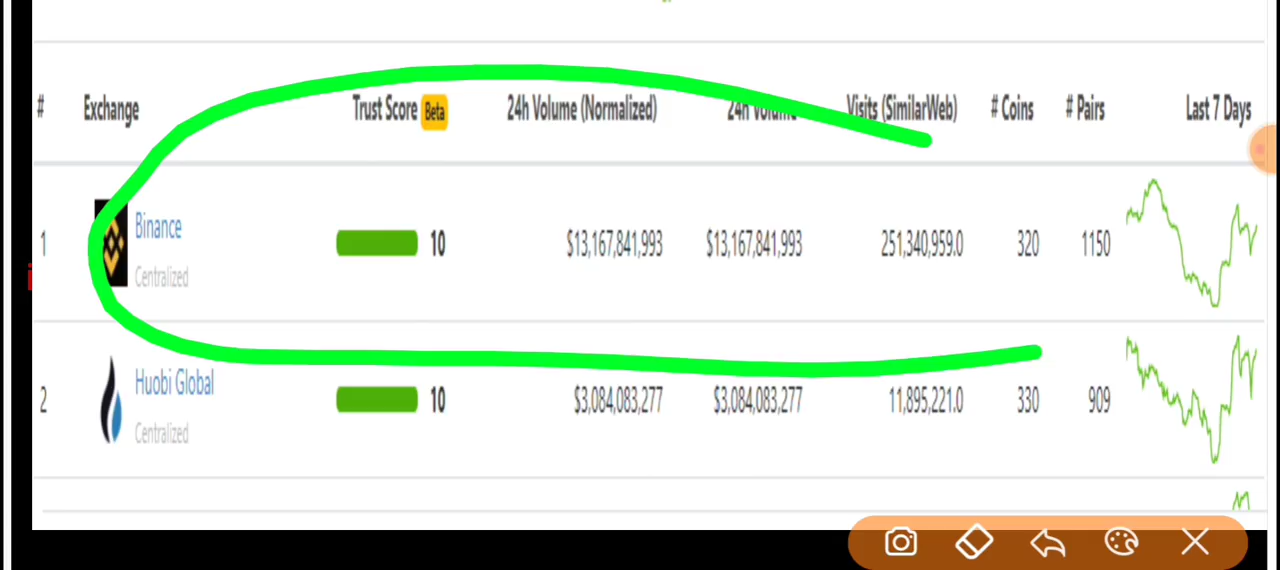 # Exchange Trust Score Beta 24h Volume (Normalized) 24h Volume Visits (SimilarWeb) # Coins # Pairs Last 7 Days
1 Binance 10 $13,167,841,993 $13,167,841,993 251,340,959.0 320 1150
Centralized
2 Huobi Global 10 $3,084,083,277 $3,084,083,277 11,895,221.0 330 909
Centralized